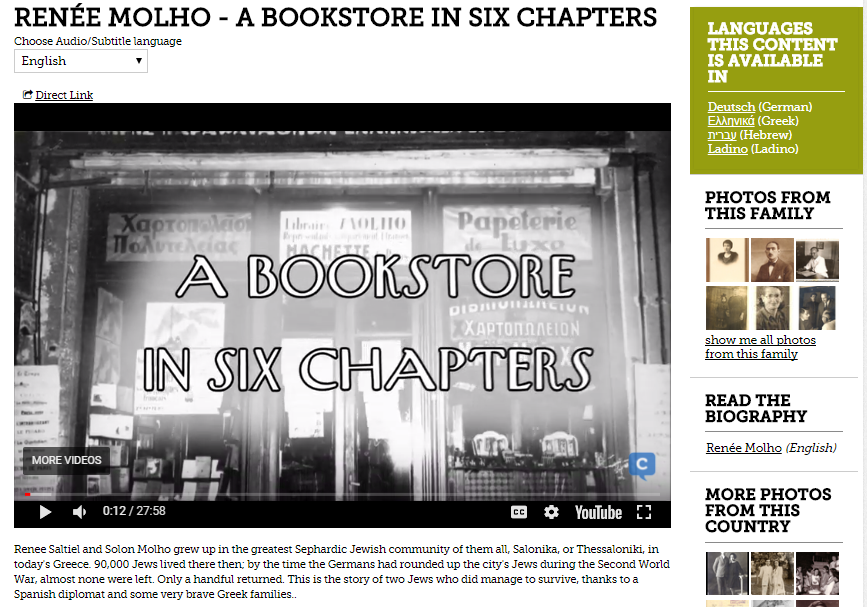 RENÉE MOLHO - A BOOKSTORE IN SIX CHAPTERS
Choose Audio/Subtitle language
English
Direct Link
Χαρτοπωλείον
Πολυτελείας
Librairie MOLHO
HACHETTE
Papeterie
de Luxe
A BOOKSTORE
ΧΑΡΤΟΠΩΛΕΙΟΝ
IN SIX CHAPTERS
MORE VIDEOS
C
0:12 / 27:58
CC
YouTube
Renee Saltiel and Solon Molho grew up in the greatest Sephardic Jewish community of them all, Salonika, or Thessaloniki, in
today's Greece. 90,000 Jews lived there then; by the time the Germans had rounded up the city's Jews during the Second World
War, almost none were left. Only a handful returned. This is the story of two Jews who did manage to survive, thanks to a
Spanish diplomat and some very brave Greek families..
LANGUAGES
THIS CONTENT
IS AVAILABLE
IN
Deutsch (German)
Ελληνικά (Greek)
עברית (Hebrew)
Ladino (Ladino)
PHOTOS FROM
THIS FAMILY
show me all photos
from this family
READ THE
BIOGRAPHY
Renée Molho (English)
MORE PHOTOS
FROM THIS
COUNTRY